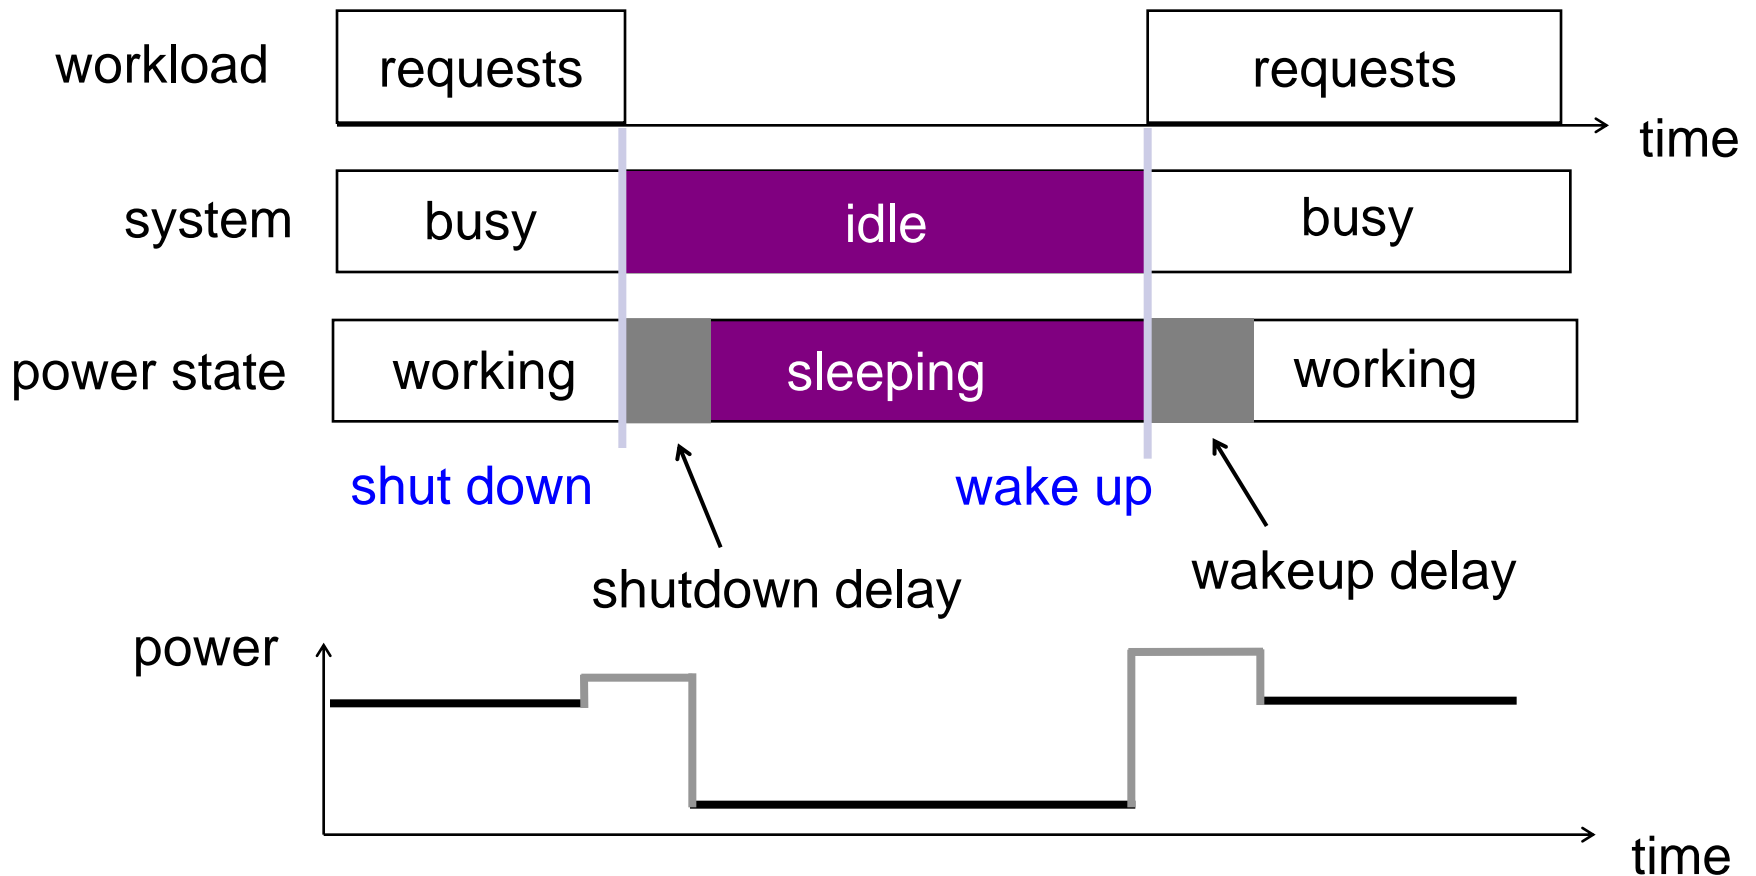 workload
requests
requests
time
system
busy
idle
busy
power state
working
sleeping
working
shut down
wake up
shutdown delay
wakeup delay
power
time